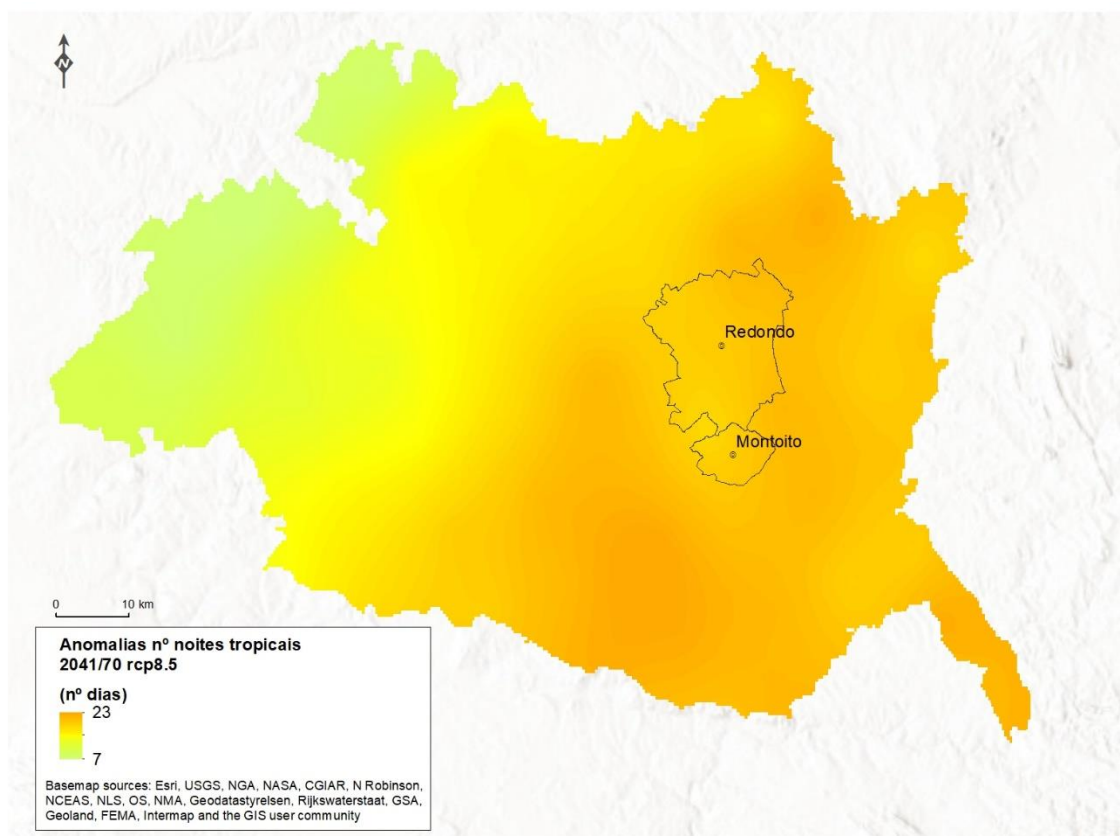 N
Redondo
Montoito
0 10 km
Anomalias nº noites tropicais
2041/70 rcp8.5
(nº dias)
23
7
Basemap sources: Esri, USGS, NGA, NASA, CGIAR, N Robinson,
NCEAS, NLS, OS, NMA, Geodatastyrelsen, Rijkswaterstaat, GSA,
Geoland, FEMA, Intermap and the GIS user community